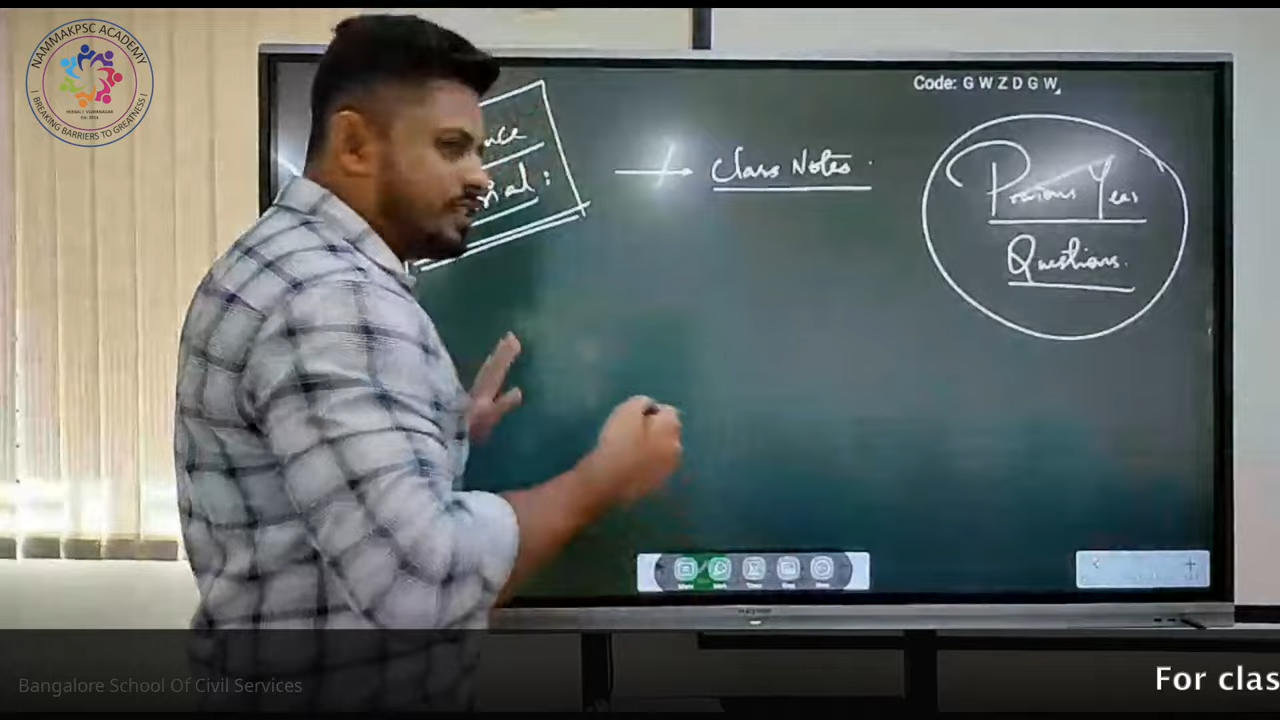 NAMMAKPSC ACADEMY
| BREAKING BARRIERS TO GREATNESS |
Code: G W Z D G W
Class Notes.
Previous Year
Questions.
Bangalore School Of Civil Services
For clas